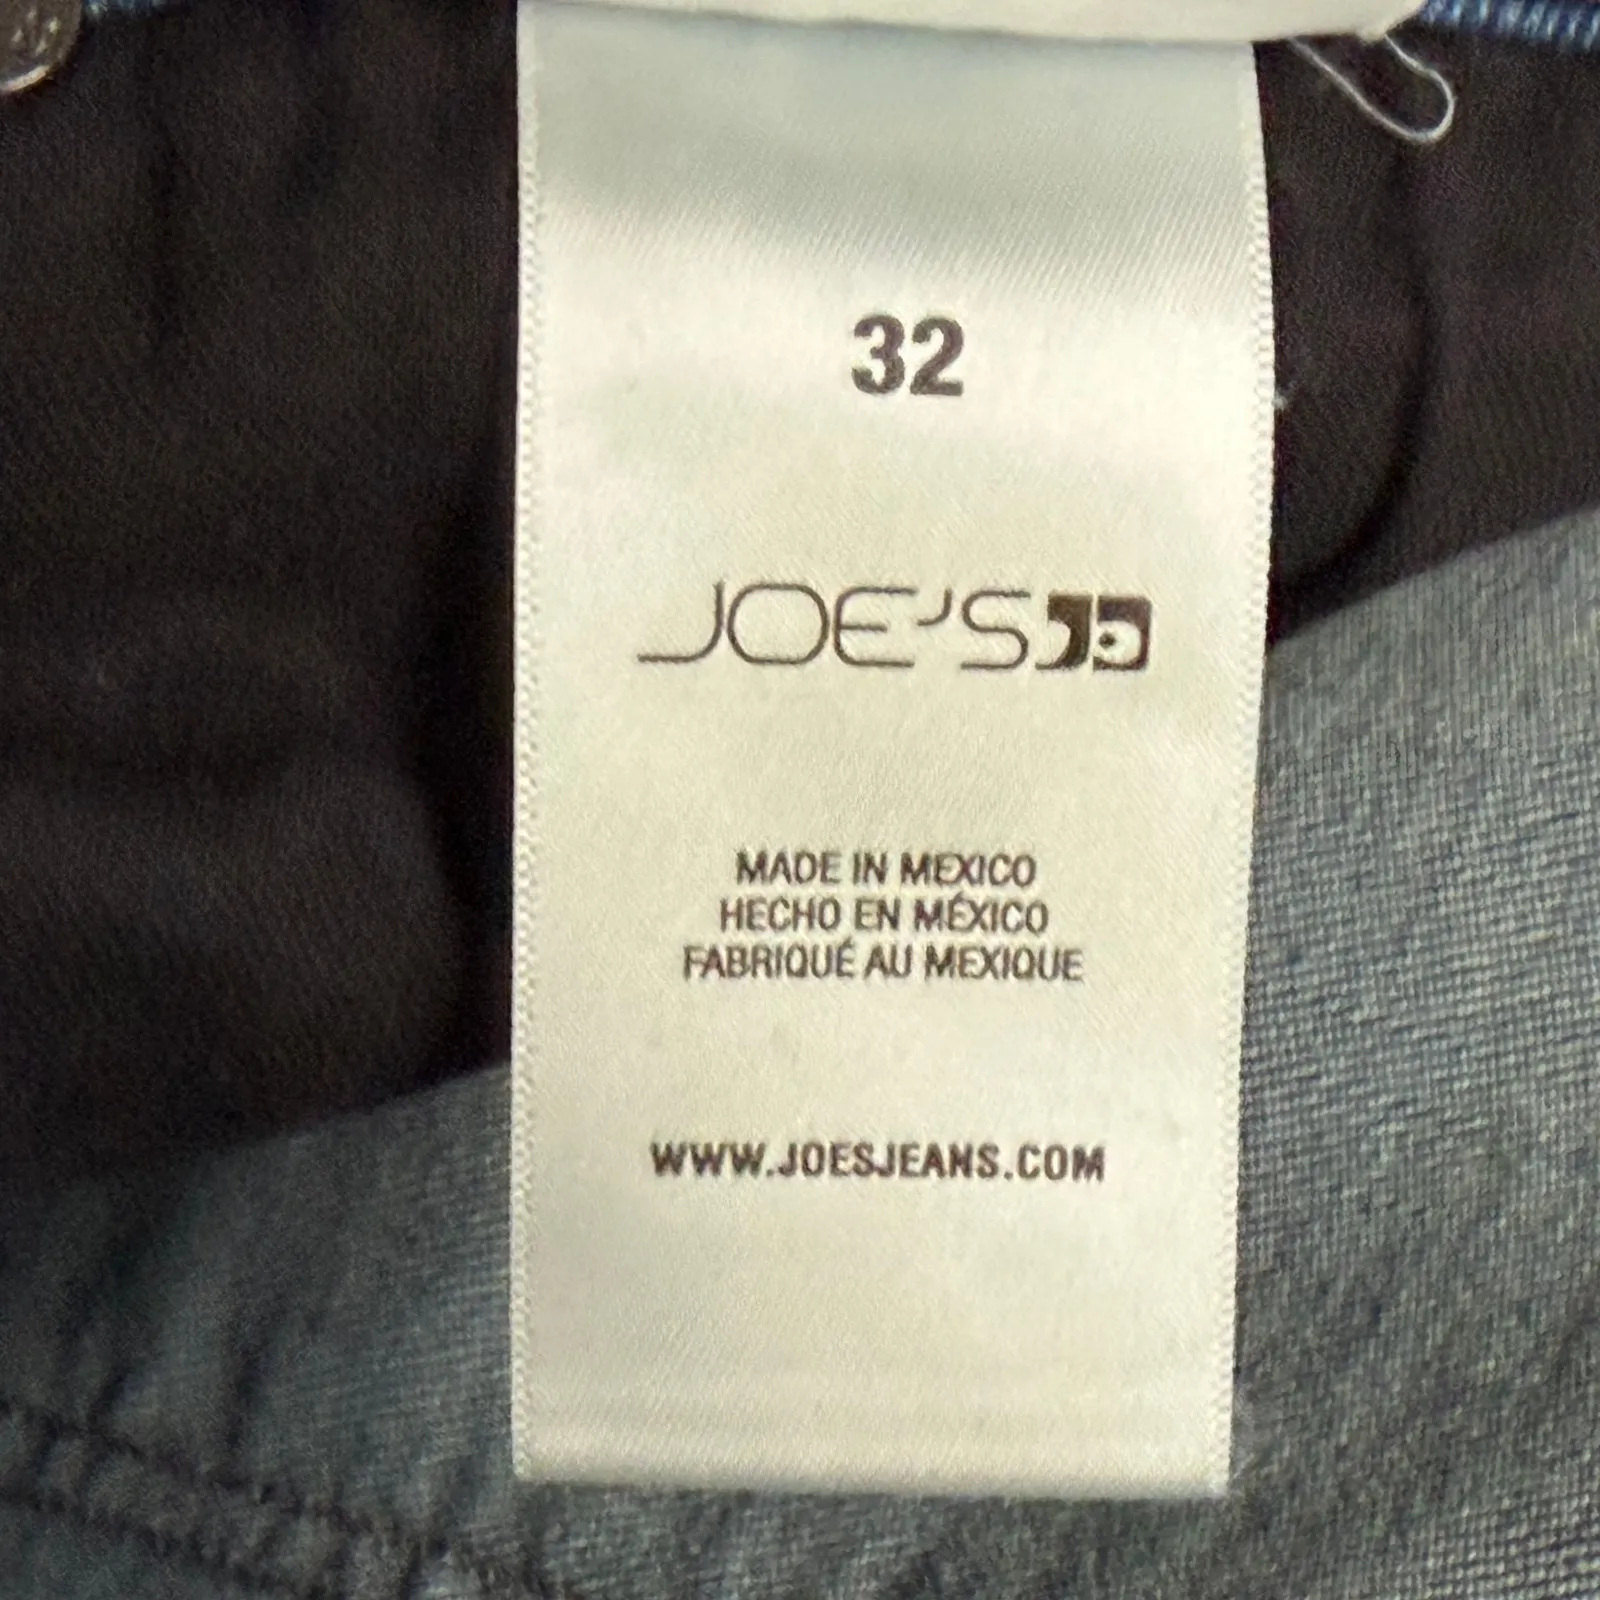 32
JOE'S
MADE IN MEXICO
HECHO EN MÉXICO
FABRIQUÉ AU MEXIQUE
WWW.JOESJEANS.COM